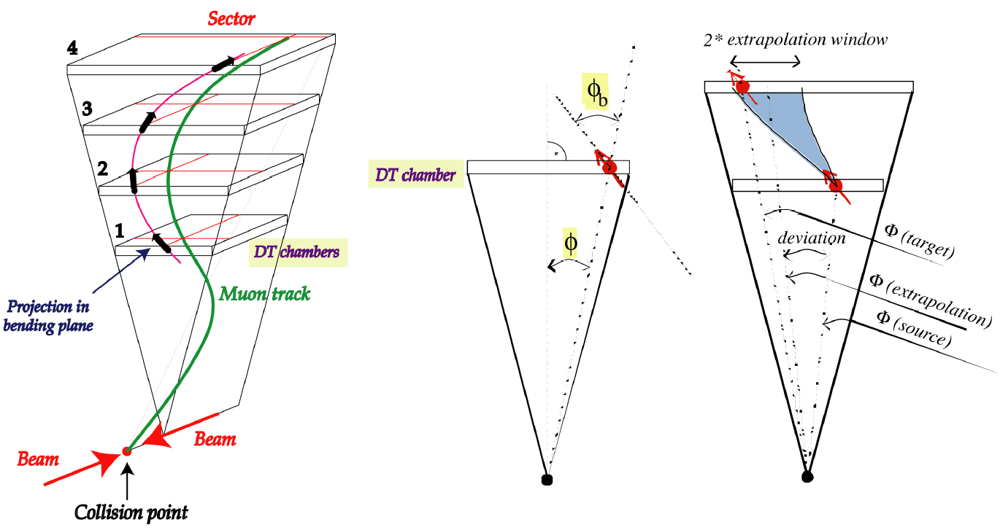 Sector
4
3
2
1
DT chambers
Muon track
Projection in
bending plane
Beam
Beam
Collision point
ϕb
DT chamber
ϕ
2* extrapolation window
Φ (target)
deviation
Φ (extrapolation)
Φ (source)